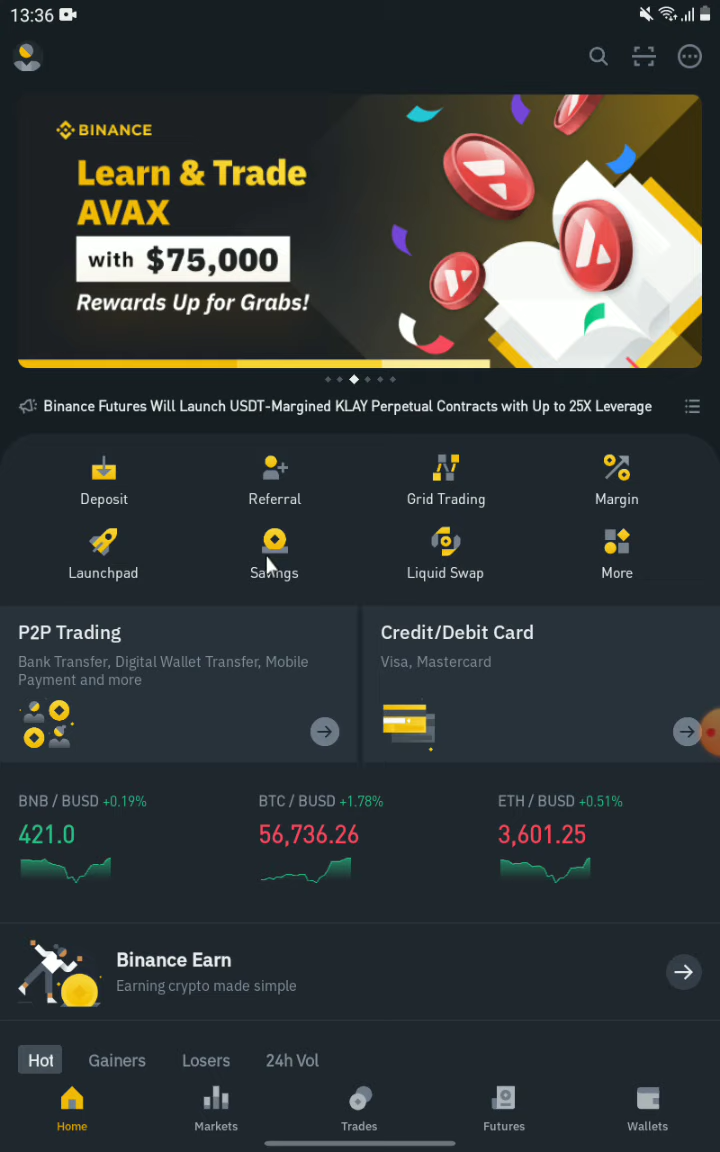 13:36
BINANCE
Learn & Trade
AVAX
with $75,000
Rewards Up for Grabs!
Binance Futures Will Launch USDT-Margined KLAY Perpetual Contracts with Up to 25X Leverage
Deposit
Referral
Grid Trading
Margin
Launchpad
Savings
Liquid Swap
More
P2P Trading
Bank Transfer, Digital Wallet Transfer, Mobile
Payment and more
Credit/Debit Card
Visa, Mastercard
BNB / BUSD +0.19%
421.0
BTC / BUSD +1.78%
56,736.26
ETH / BUSD +0.51%
3,601.25
Binance Earn
Earning crypto made simple
Hot
Gainers
Losers
24h Vol
Home
Markets
Trades
Futures
Wallets